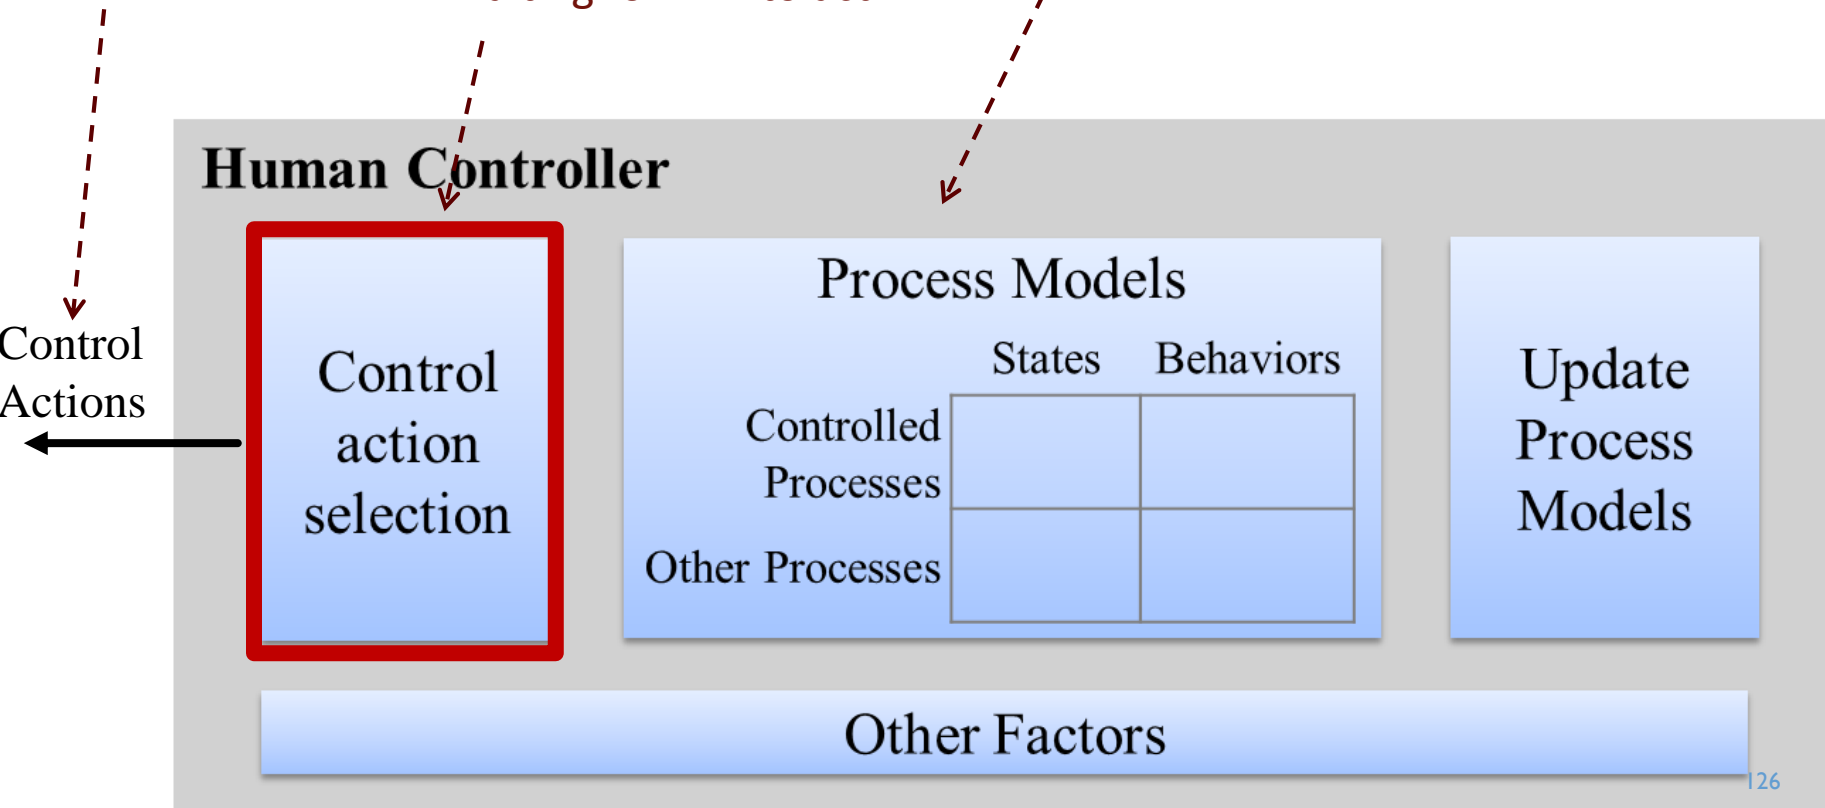 Human Controller
Control
Actions
Control
action
selection
Process Models
States Behaviors
Controlled
Processes
Other Processes
Update
Process
Models
Other Factors
126